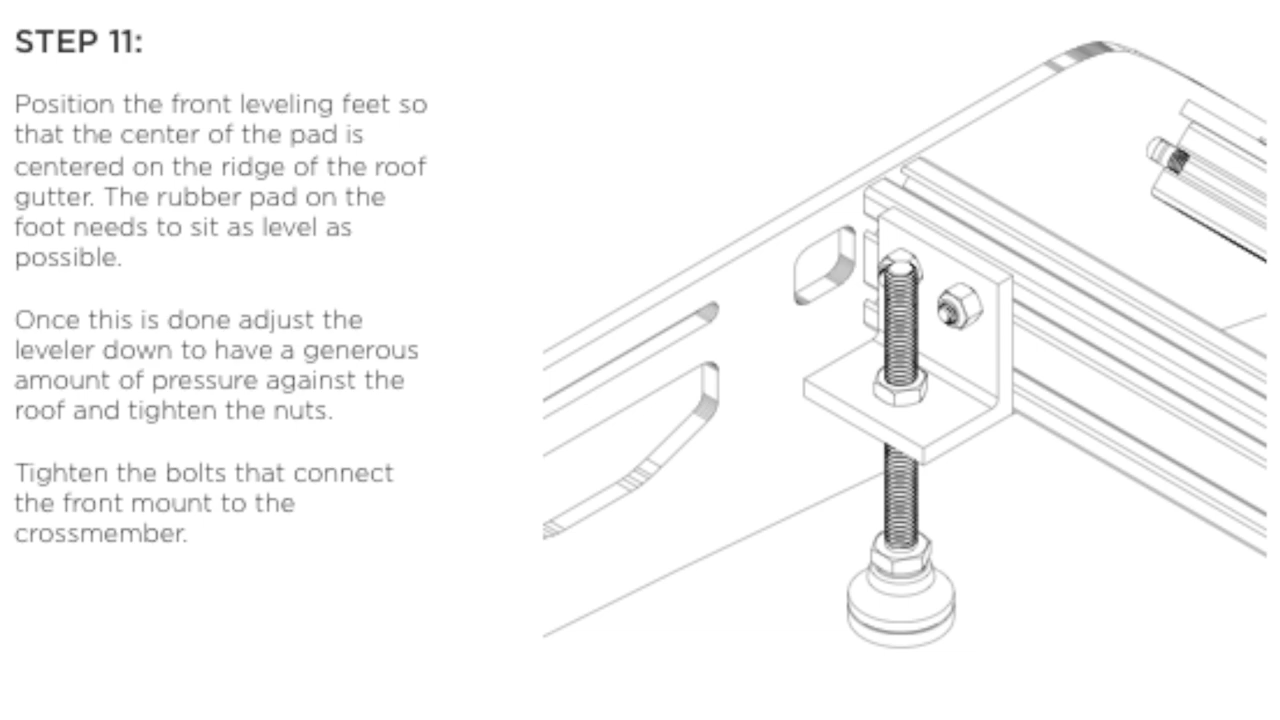 STEP 11:
Position the front leveling feet so
that the center of the pad is
centered on the ridge of the roof
gutter. The rubber pad on the
foot needs to sit as level as
possible.
Once this is done adjust the
leveler down to have a generous
amount of pressure against the
roof and tighten the nuts.
Tighten the bolts that connect
the front mount to the
crossmember.